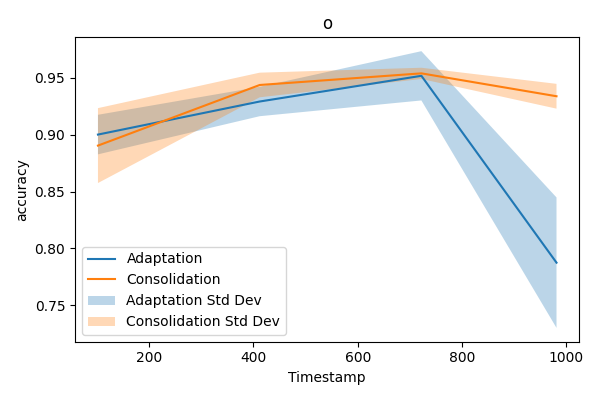 o
accuracy
0.95
0.90
0.85
0.80
0.75
Adaptation
Consolidation
Adaptation Std Dev
Consolidation Std Dev
200
400
600
800
1000
Timestamp